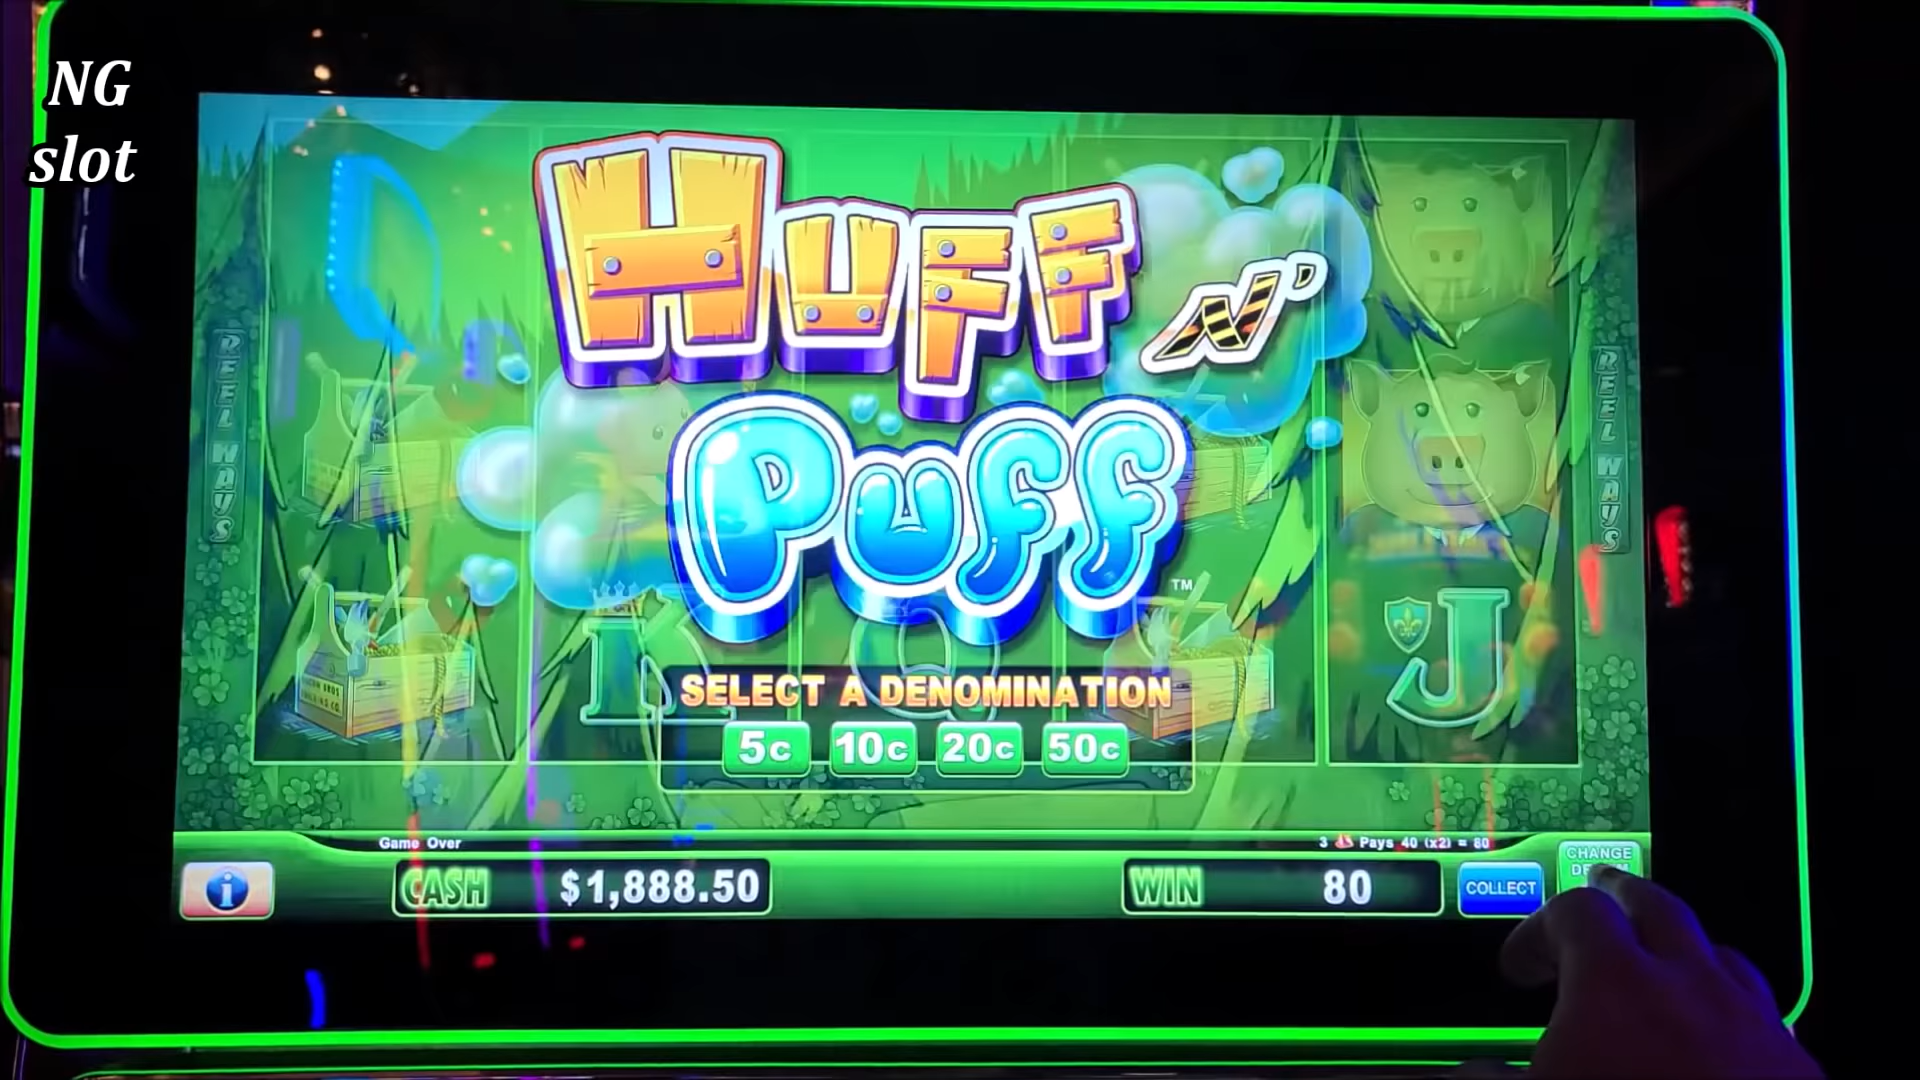 NG
slot
HUFF N'
PUFF
TM
REEL WAYS
REEL WAYS
K
Q
J
SELECT A DENOMINATION
5c 10c 20c 50c
Game Over
3 Pays 40 (x2) = 80
CASH $1,888.50
WIN 80
COLLECT
CHANGE